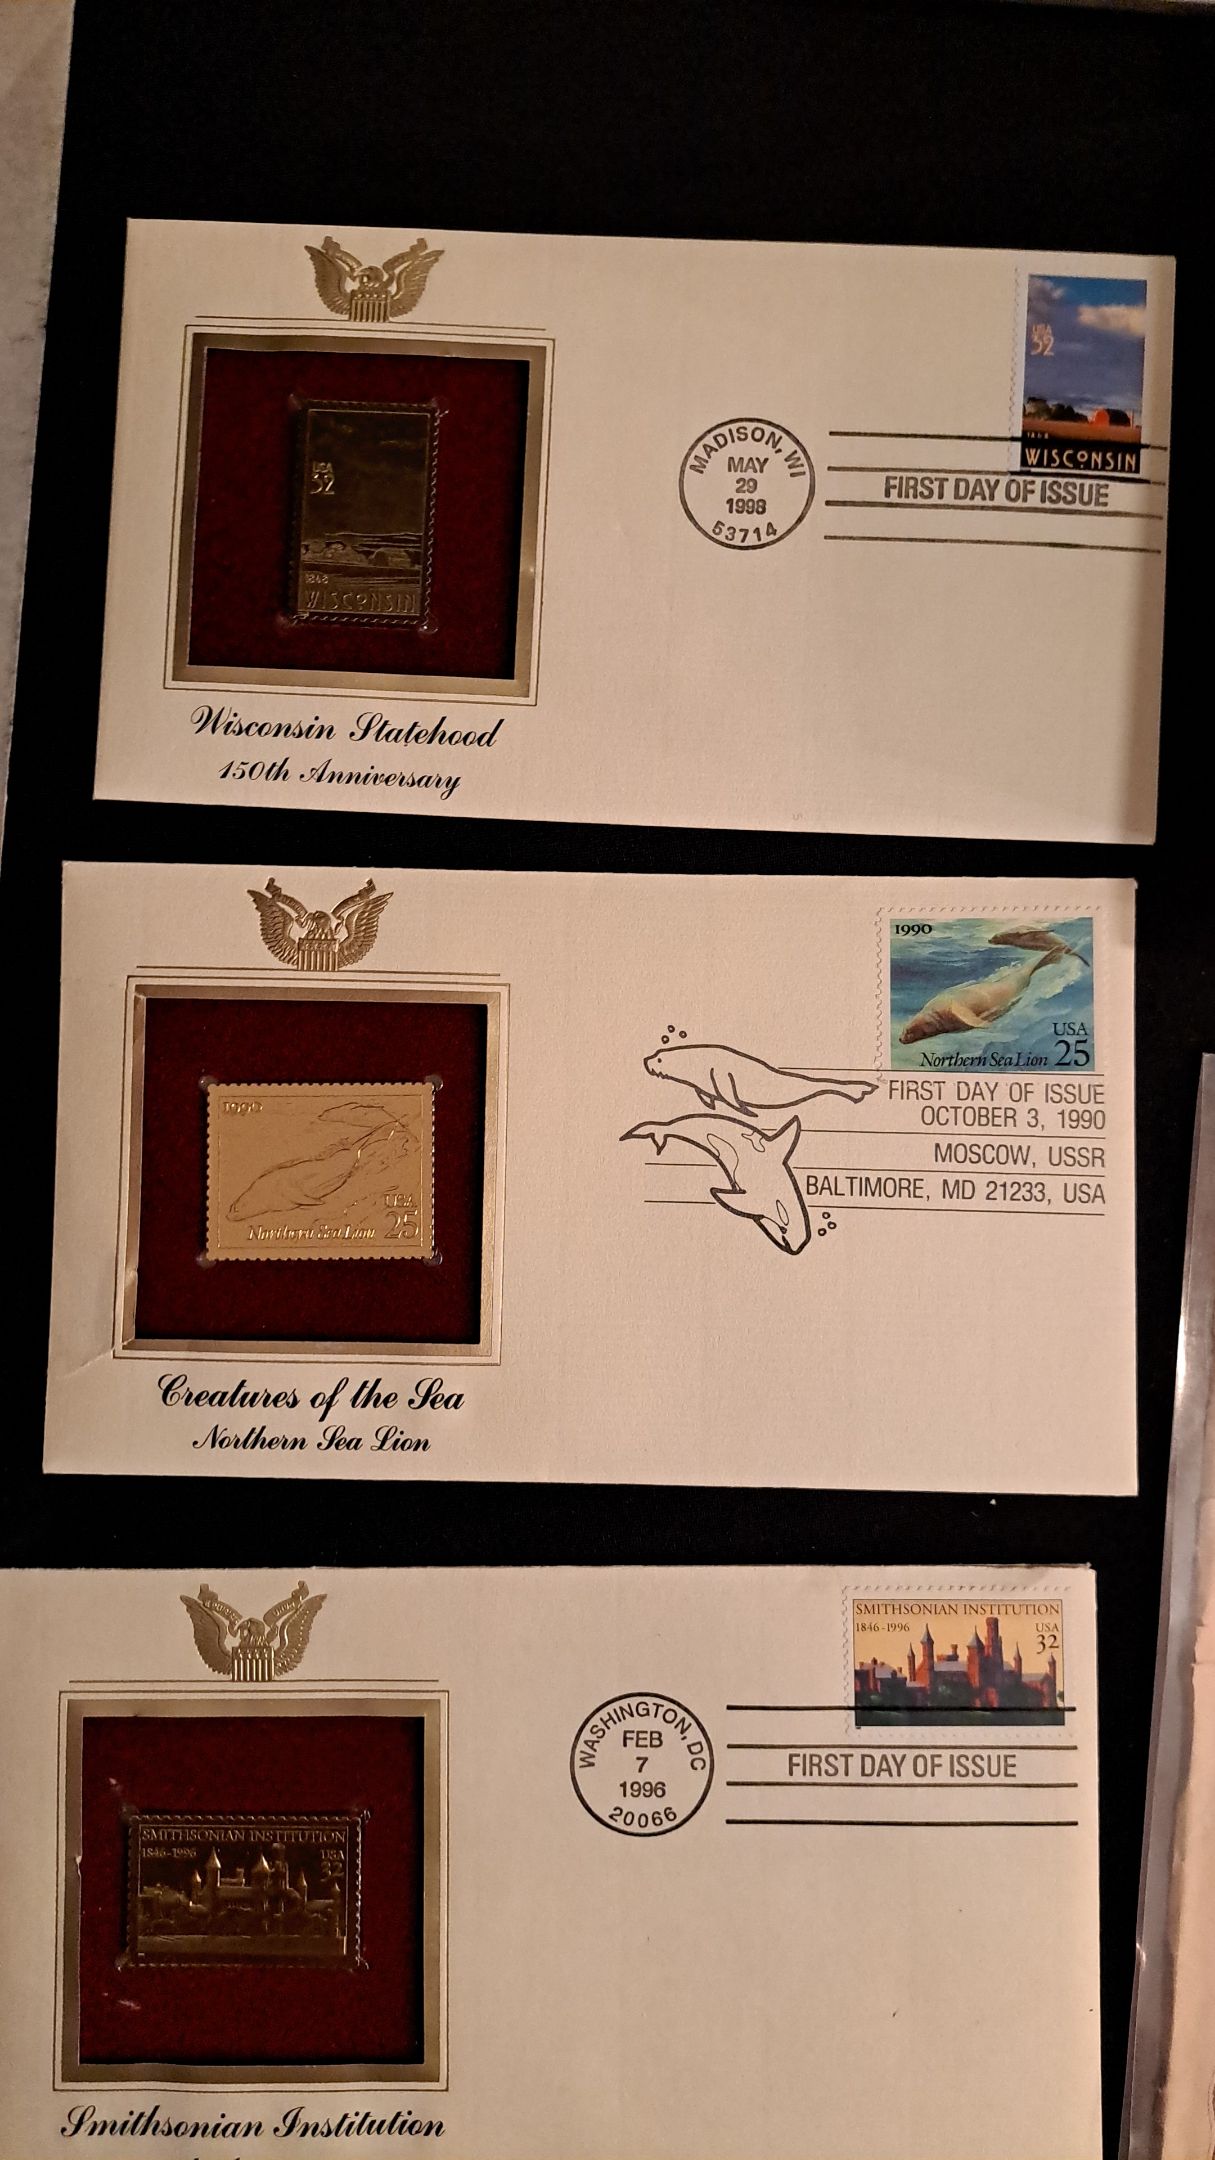 USA
32
1848
WISCONSIN
MADISON, WI
MAY
29
1998
53714
FIRST DAY OF ISSUE
USA
32
1848
WISCONSIN
Wisconsin Statehood
150th Anniversary
1990
USA
Northern Sea Lion 25
FIRST DAY OF ISSUE
OCTOBER 3, 1990
MOSCOW, USSR
BALTIMORE, MD 21233, USA
1990
USA
Northern Sea Lion 25
Creatures of the Sea
Northern Sea Lion
SMITHSONIAN INSTITUTION
1846-1996 USA
32
WASHINGTON, DC
FEB
7
1996
20066
FIRST DAY OF ISSUE
SMITHSONIAN INSTITUTION
1846-1996 USA
32
Smithsonian Institution